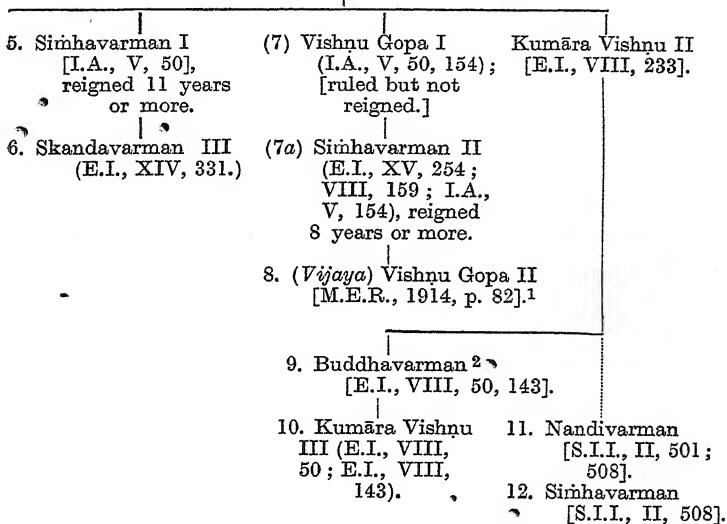 5. Siṁhavarman I
[I.A., V, 50],
reigned 11 years
or more.
6. Skandavarman III
(E.I., XIV, 331.)
(7) Vishṇu Gopa I
(I.A., V, 50, 154);
[ruled but not
reigned.]
(7a) Siṁhavarman II
(E.I., XV, 254;
VIII, 159; I.A.,
V, 154), reigned
8 years or more.
8. (Vijaya) Vishṇu Gopa II
[M.E.R., 1914, p. 82].1
Kumāra Vishṇu II
[E.I., VIII, 233].
9. Buddhavarman 2
[E.I., VIII, 50, 143].
10. Kumāra Vishṇu
III (E.I., VIII,
50; E.I., VIII,
143).
11. Nandivarman
[S.I.I., II, 501;
508].
12. Siṁhavarman
[S.I.I., II, 508].